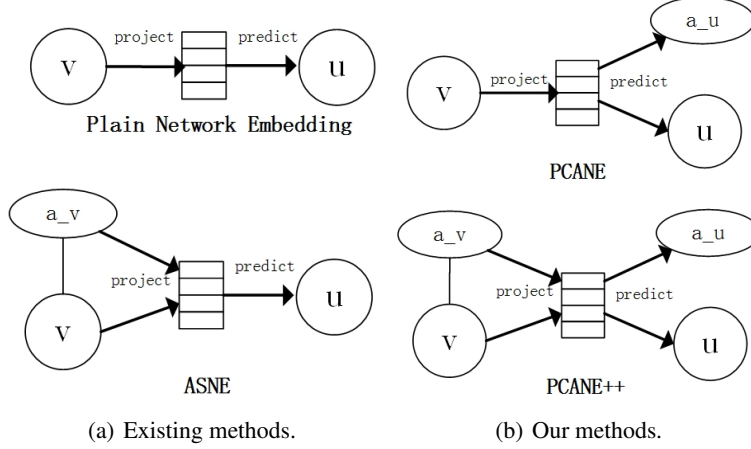 project
predict
v
u
Plain Network Embedding
a_v
project
predict
v
u
ASNE
(a) Existing methods.
a_u
project
predict
v
u
PCANE
a_v
a_u
project
predict
v
u
PCANE++
(b) Our methods.